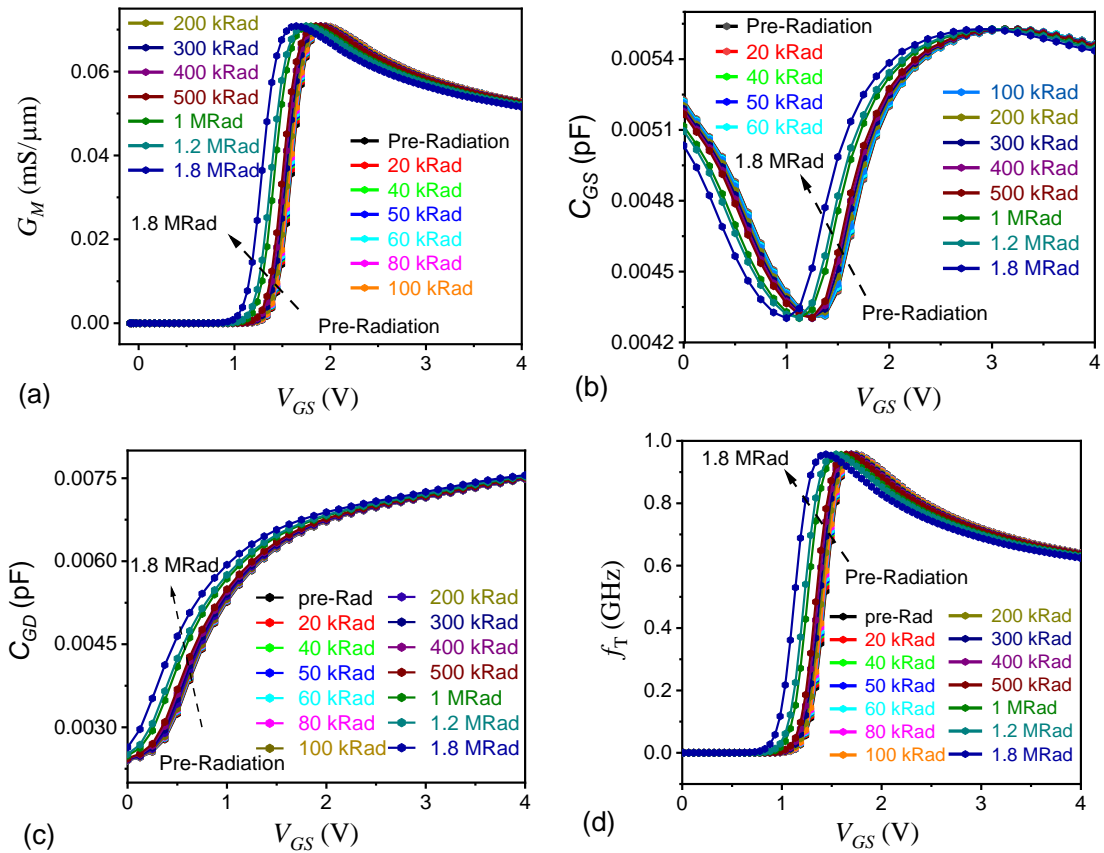 200 kRad
300 kRad
400 kRad
500 kRad
1 MRad
1.2 MRad
1.8 MRad
Pre-Radiation
20 kRad
40 kRad
50 kRad
60 kRad
80 kRad
100 kRad
1.8 MRad
Pre-Radiation
0.06
0.04
0.02
0.00
G_M (mS/μm)
0 1 2 3 4
V_GS (V)
(a)
Pre-Radiation
20 kRad
40 kRad
50 kRad
60 kRad
100 kRad
200 kRad
300 kRad
400 kRad
500 kRad
1 MRad
1.2 MRad
1.8 MRad
1.8 MRad
Pre-Radiation
0.0054
0.0051
0.0048
0.0045
0.0042
C_GS (pF)
0 1 2 3 4
V_GS (V)
(b)
1.8 MRad
Pre-Radiation
pre-Rad
20 kRad
40 kRad
50 kRad
60 kRad
80 kRad
100 kRad
200 kRad
300 kRad
400 kRad
500 kRad
1 MRad
1.2 MRad
1.8 MRad
0.0075
0.0060
0.0045
0.0030
C_GD (pF)
0 1 2 3 4
V_GS (V)
(c)
1.8 MRad
Pre-Radiation
pre-Rad
20 kRad
40 kRad
50 kRad
60 kRad
80 kRad
100 kRad
200 kRad
300 kRad
400 kRad
500 kRad
1 MRad
1.2 MRad
1.8 MRad
1.0
0.8
0.6
0.4
0.2
0.0
f_T (GHz)
0 1 2 3 4
V_GS (V)
(d)